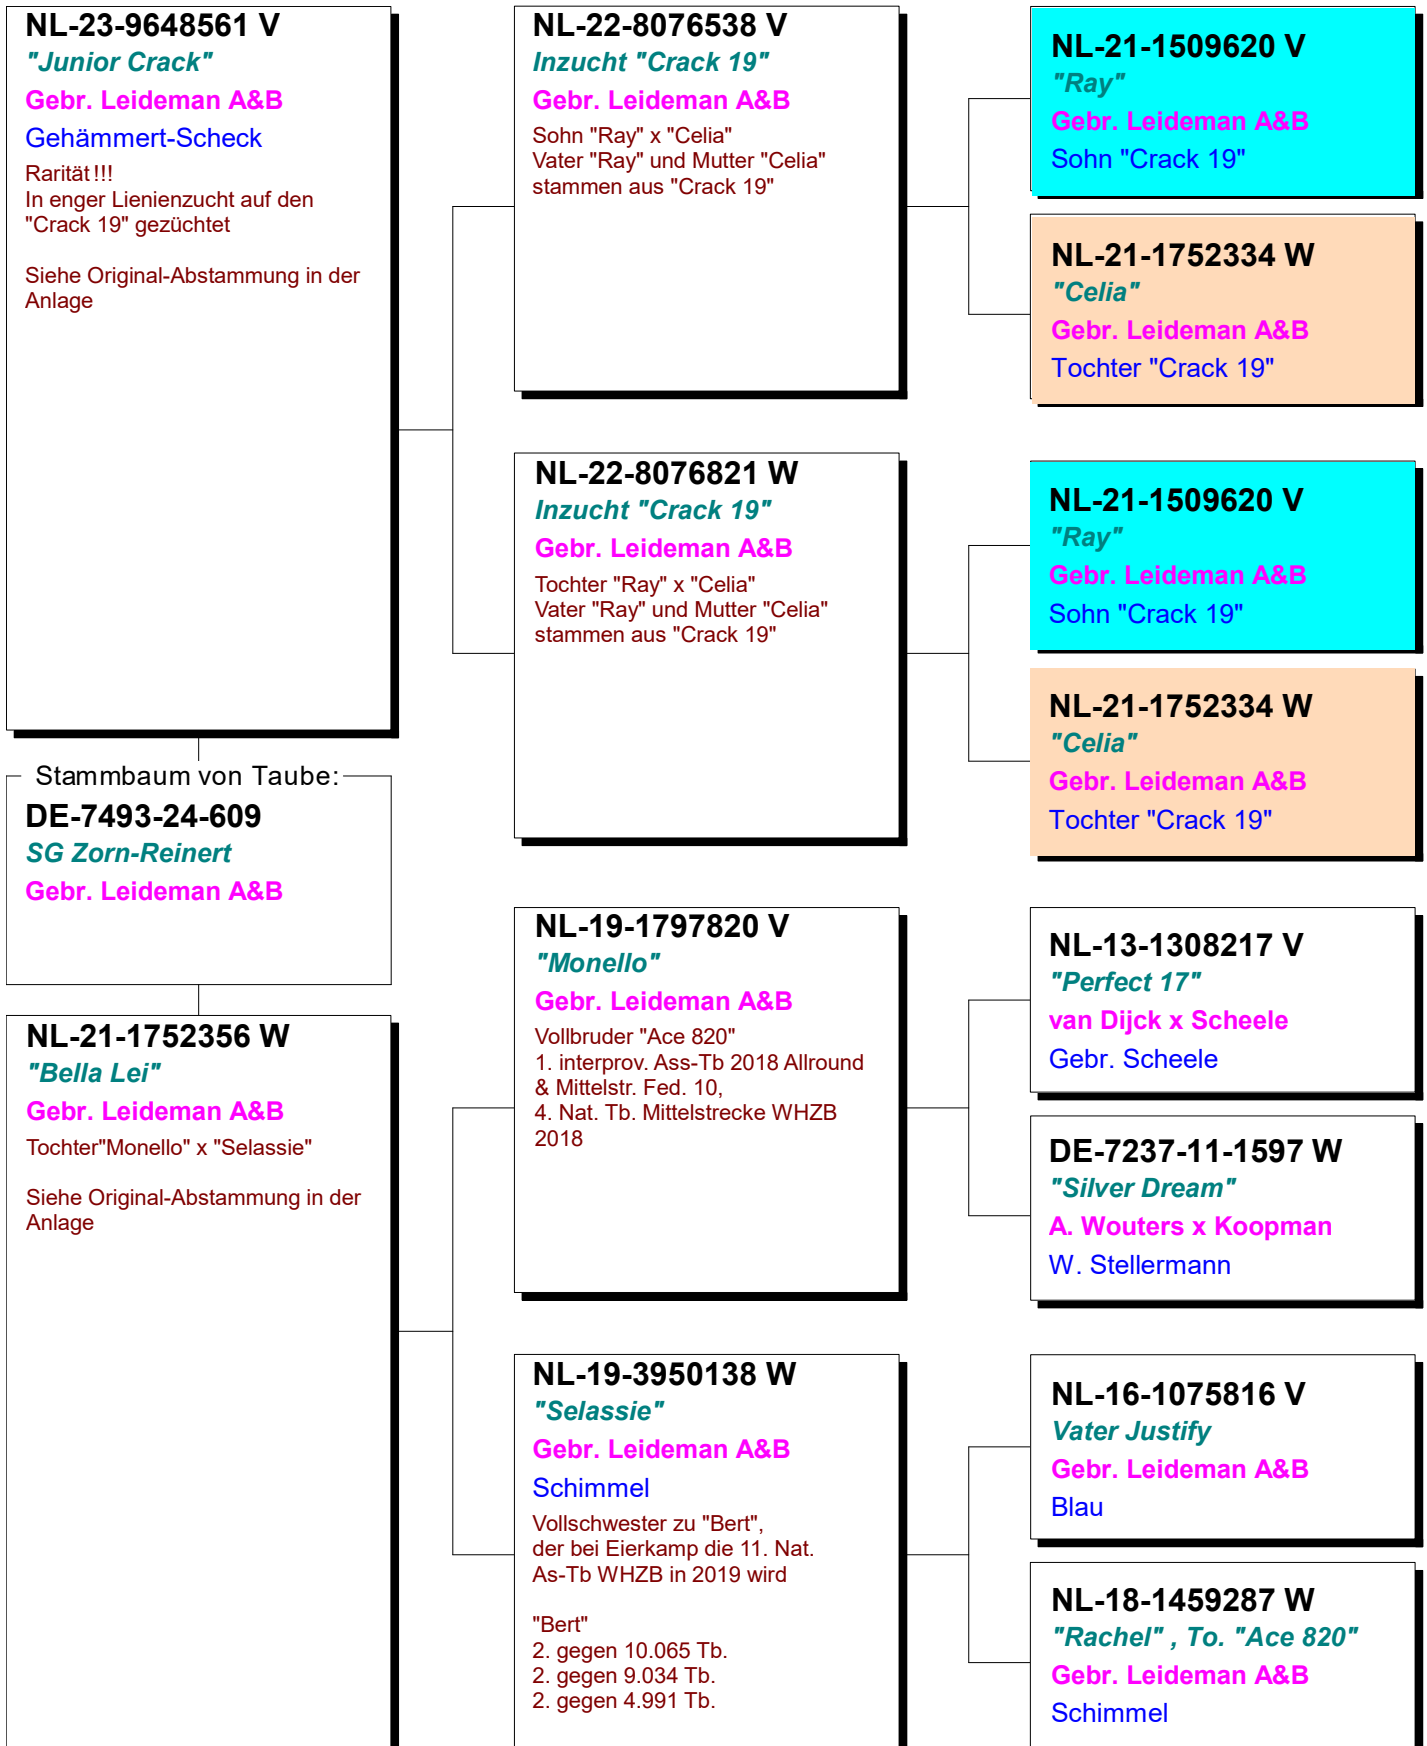 NL-23-9648561 V
"Junior Crack"
Gebr. Leideman A&B
Gehämmert-Scheck
Rarität !!!
In enger Lienienzucht auf den
"Crack 19" gezüchtet
Siehe Original-Abstammung in der
Anlage
Stammbaum von Taube:
DE-7493-24-609
SG Zorn-Reinert
Gebr. Leideman A&B
NL-21-1752356 W
"Bella Lei"
Gebr. Leideman A&B
Tochter"Monello" x "Selassie"
Siehe Original-Abstammung in der
Anlage
NL-22-8076538 V
Inzucht "Crack 19"
Gebr. Leideman A&B
Sohn "Ray" x "Celia"
Vater "Ray" und Mutter "Celia"
stammen aus "Crack 19"
NL-22-8076821 W
Inzucht "Crack 19"
Gebr. Leideman A&B
Tochter "Ray" x "Celia"
Vater "Ray" und Mutter "Celia"
stammen aus "Crack 19"
NL-19-1797820 V
"Monello"
Gebr. Leideman A&B
Vollbruder "Ace 820"
1. interprov. Ass-Tb 2018 Allround
& Mittelstr. Fed. 10,
4. Nat. Tb. Mittelstrecke WHZB
2018
NL-19-3950138 W
"Selassie"
Gebr. Leideman A&B
Schimmel
Vollschwester zu "Bert",
der bei Eierkamp die 11. Nat.
As-Tb WHZB in 2019 wird
"Bert"
2. gegen 10.065 Tb.
2. gegen 9.034 Tb.
2. gegen 4.991 Tb.
NL-21-1509620 V
"Ray"
Gebr. Leideman A&B
Sohn "Crack 19"
NL-21-1752334 W
"Celia"
Gebr. Leideman A&B
Tochter "Crack 19"
NL-21-1509620 V
"Ray"
Gebr. Leideman A&B
Sohn "Crack 19"
NL-21-1752334 W
"Celia"
Gebr. Leideman A&B
Tochter "Crack 19"
NL-13-1308217 V
"Perfect 17"
van Dijck x Scheele
Gebr. Scheele
DE-7237-11-1597 W
"Silver Dream"
A. Wouters x Koopman
W. Stellermann
NL-16-1075816 V
Vater Justify
Gebr. Leideman A&B
Blau
NL-18-1459287 W
"Rachel" , To. "Ace 820"
Gebr. Leideman A&B
Schimmel